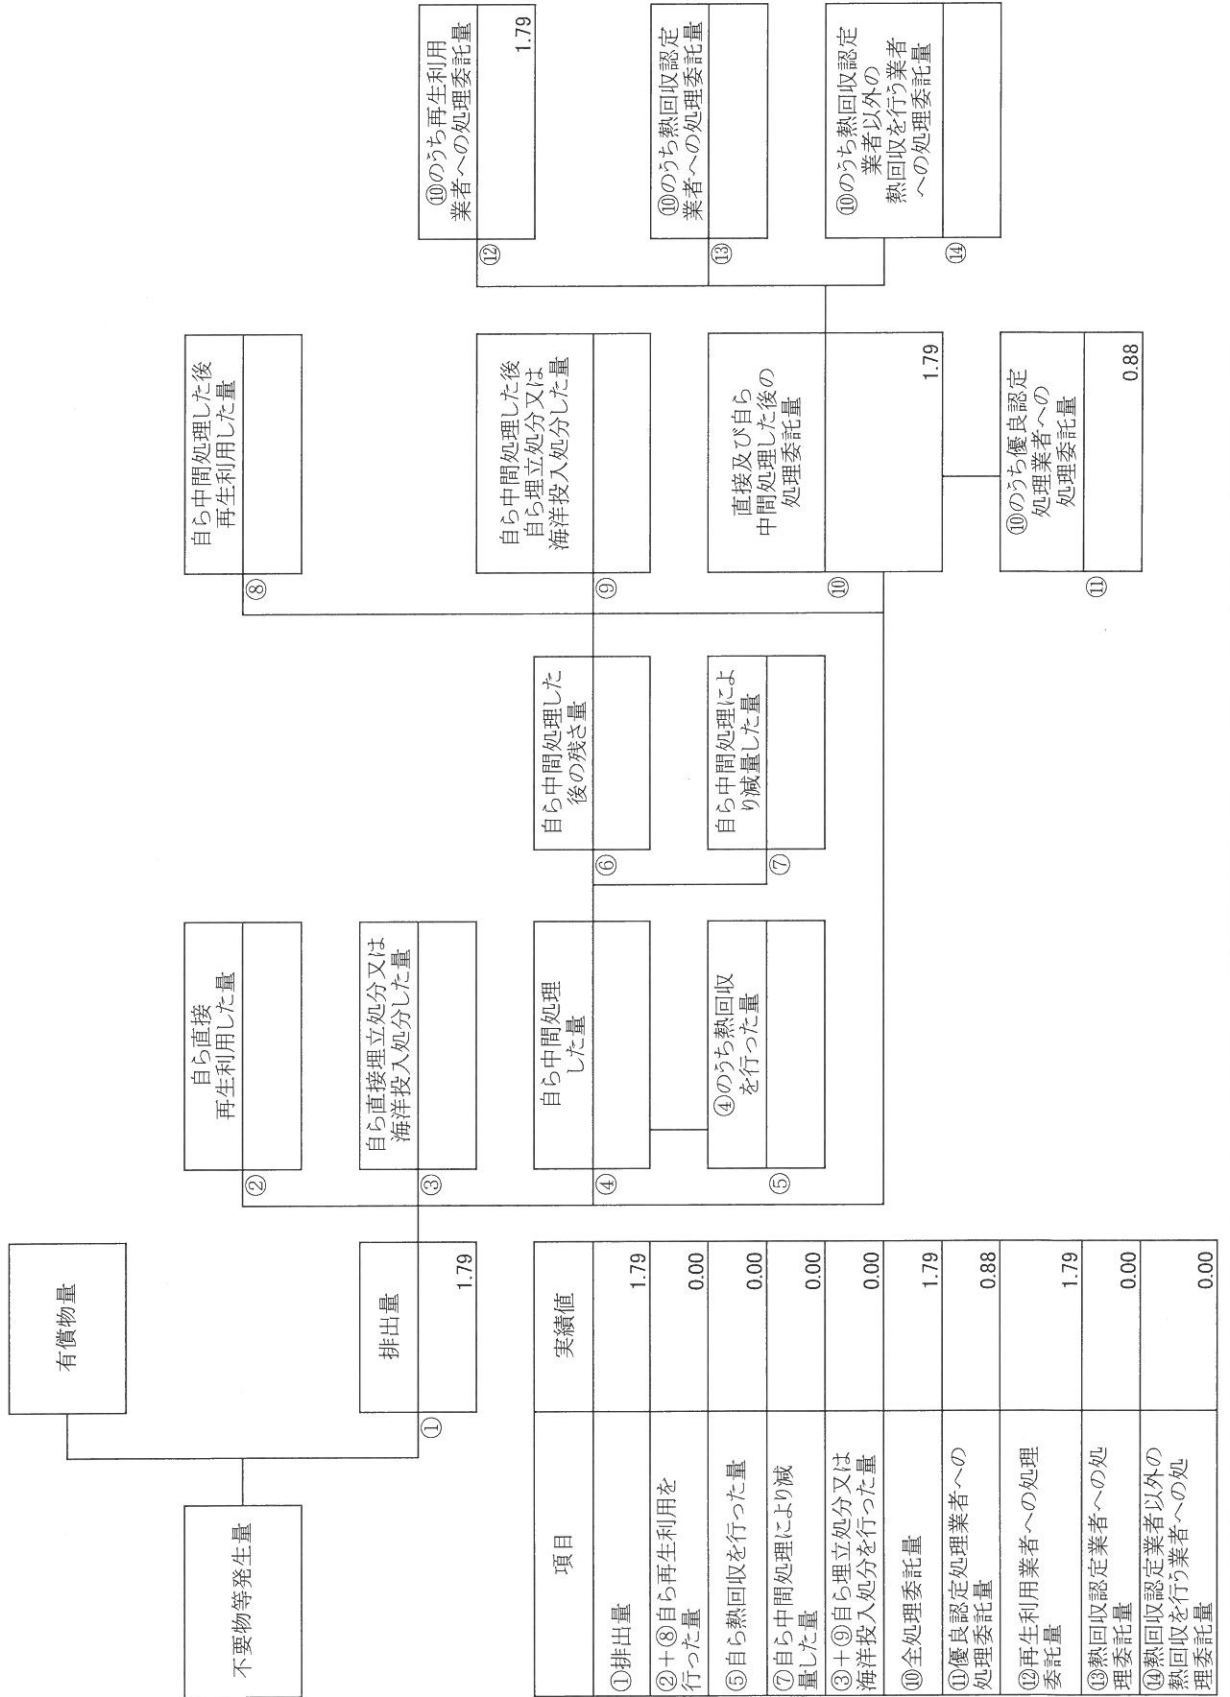 不要物等発生量
有償物量
①
排出量
1.79
②
自ら直接
再生利用した量
③
自ら直接埋立処分又は
海洋投入処分した量
④
自ら中間処理
した量
⑤
④のうち熱回収
を行った量
⑥
自ら中間処理した
後の残さ量
⑦
自ら中間処理によ
り減量した量
⑧
自ら中間処理した後
再生利用した量
⑨
自ら中間処理した後
自ら埋立処分又は
海洋投入処分した量
⑩
直接及び自ら
中間処理した後の
処理委託量
1.79
⑪
⑩のうち優良認定
処理業者への
処理委託量
0.88
⑫
⑩のうち再生利用
業者への処理委託量
1.79
⑬
⑩のうち熱回収認定
業者への処理委託量
⑭
⑩のうち熱回収認定
業者以外の
熱回収を行う業者
への処理委託量
項目 実績値
①排出量 1.79
②+⑧自ら再生利用を
行った量 0.00
⑤自ら熱回収を行った量 0.00
⑦自ら中間処理により減
量した量 0.00
③+⑨自ら埋立処分又は
海洋投入処分を行った量 0.00
⑩全処理委託量 1.79
⑪優良認定処理業者への
処理委託量 0.88
⑫再生利用業者への処理
委託量 1.79
⑬熱回収認定業者への処
理委託量 0.00
⑭熱回収認定業者以外の
熱回収を行う業者への処
理委託量 0.00